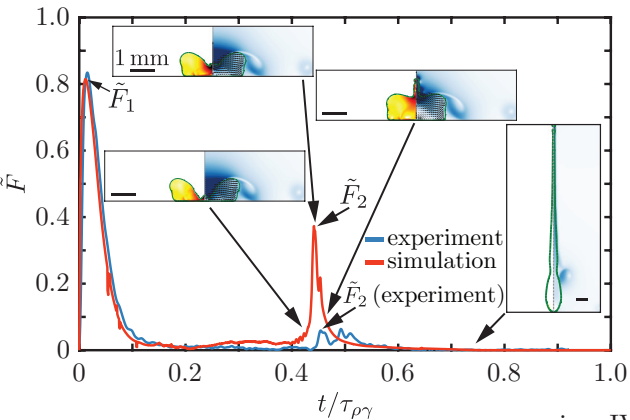 1.0
0.8
0.6
0.4
0.2
0
F̃
1 mm
F̃₁
F̃₂
experiment
simulation
F̃₂ (experiment)
0 0.2 0.4 0.6 0.8 1.0
t/τ_ργ